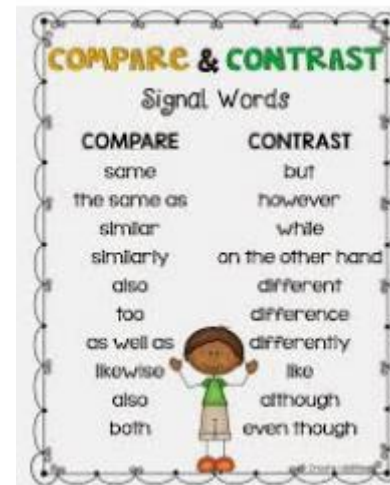 COMPARE & CONTRAST
Signal Words
COMPARE CONTRAST
same but
the same as however
similar while
similarly on the other hand
also different
too difference
as well as differently
likewise like
also although
both even though